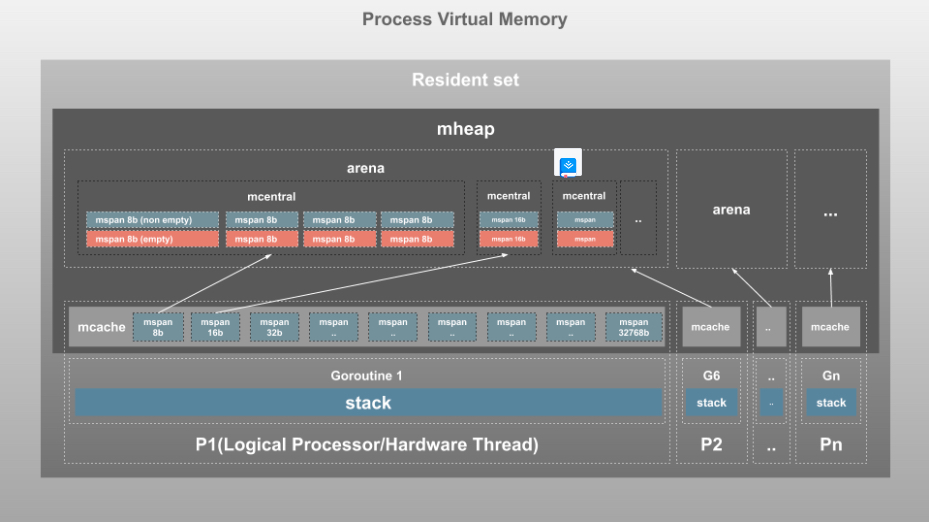 Process Virtual Memory
Resident set
mheap
arena
mcentral
mspan 8b (non empty) mspan 8b mspan 8b mspan 8b
mspan 8b (empty) mspan 8b mspan 8b mspan 8b
mcentral
mspan 16b
mspan 16b
mcentral
mspan
mspan
..
arena
...
mcache
mspan
8b
mspan
16b
mspan
32b
mspan
..
mspan
..
mspan
..
mspan
..
mspan
..
mspan
32768b
mcache
..
mcache
Goroutine 1
stack
G6
stack
..
..
Gn
stack
P1(Logical Processor/Hardware Thread)
P2
..
Pn